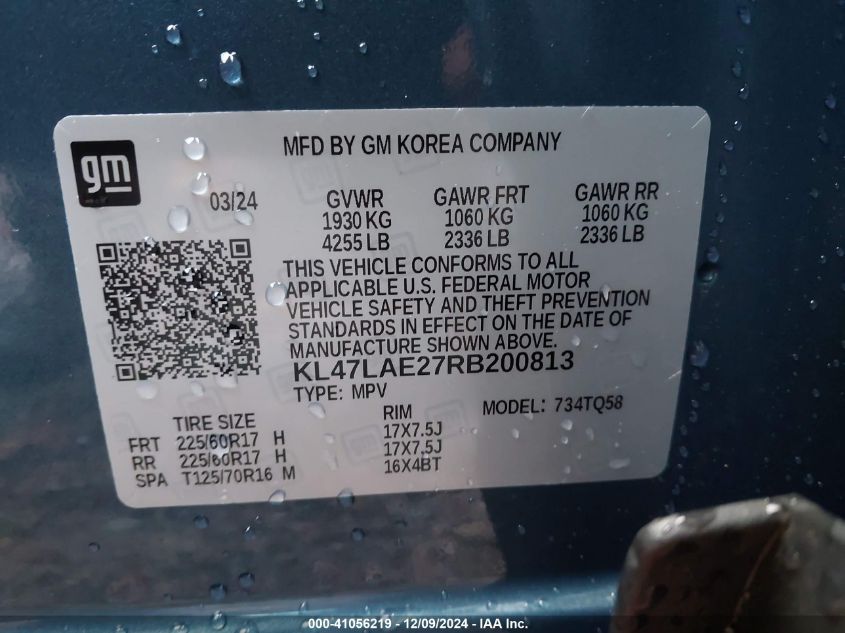 gm
MFD BY GM KOREA COMPANY
03/24
GVWR GAWR FRT GAWR RR
1930 KG 1060 KG 1060 KG
4255 LB 2336 LB 2336 LB
THIS VEHICLE CONFORMS TO ALL
APPLICABLE U.S. FEDERAL MOTOR
VEHICLE SAFETY AND THEFT PREVENTION
STANDARDS IN EFFECT ON THE DATE OF
MANUFACTURE SHOWN ABOVE.
KL47LAE27RB200813
TYPE: MPV MODEL: 734TQ58
TIRE SIZE RIM
FRT 225/60R17 H 17X7.5J
RR 225/60R17 H 17X7.5J
SPA T125/70R16 M 16X4BT
000-41056219 - 12/09/2024 - IAA Inc.